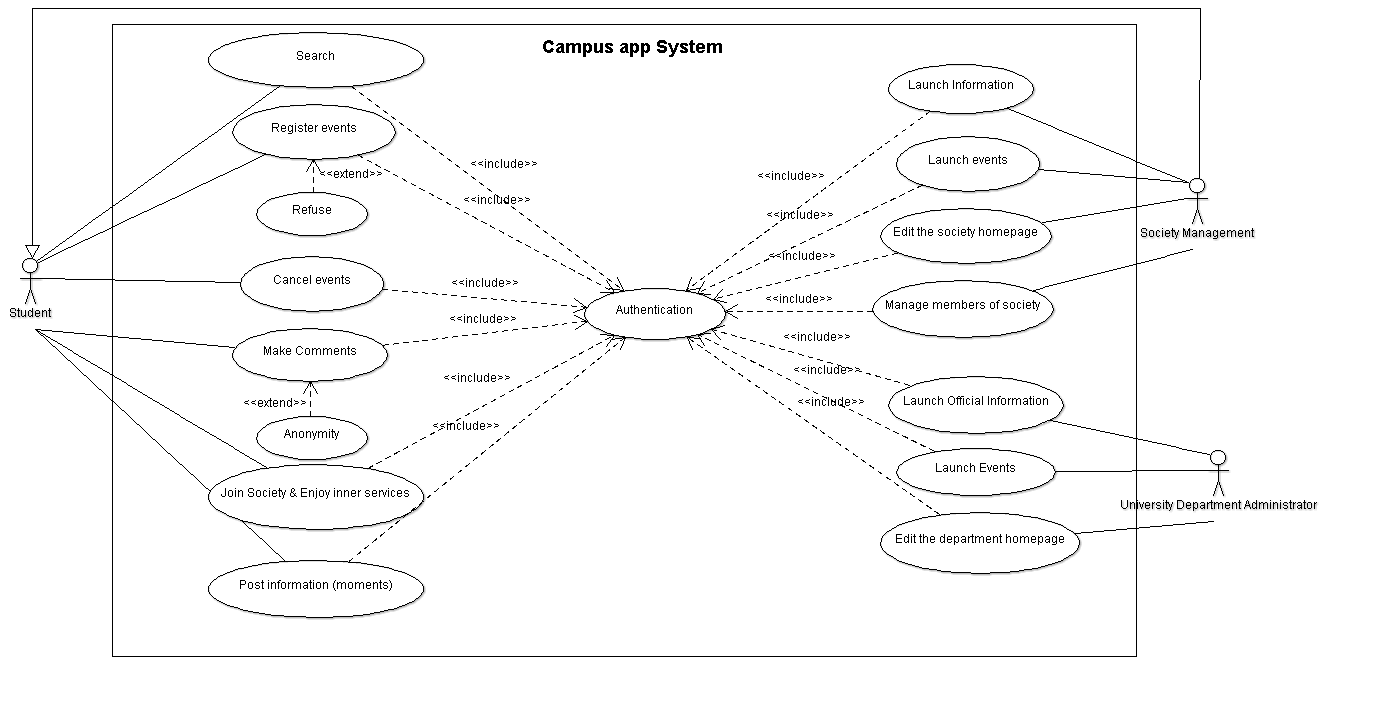 Campus app System
Search
Launch Information
Register events
Launch events
<<include>>
<<include>>
<<extend>>
<<include>>
Refuse
<<include>>
Edit the society homepage
Society Management
<<include>>
Cancel events
<<include>>
Student
Authentication
<<include>>
Manage members of society
<<include>>
<<include>>
Make Comments
<<include>>
<<include>>
<<extend>>
<<include>>
Launch Official Information
<<include>>
Anonymity
Launch Events
Join Society & Enjoy inner services
University Department Administrator
Edit the department homepage
Post information (moments)